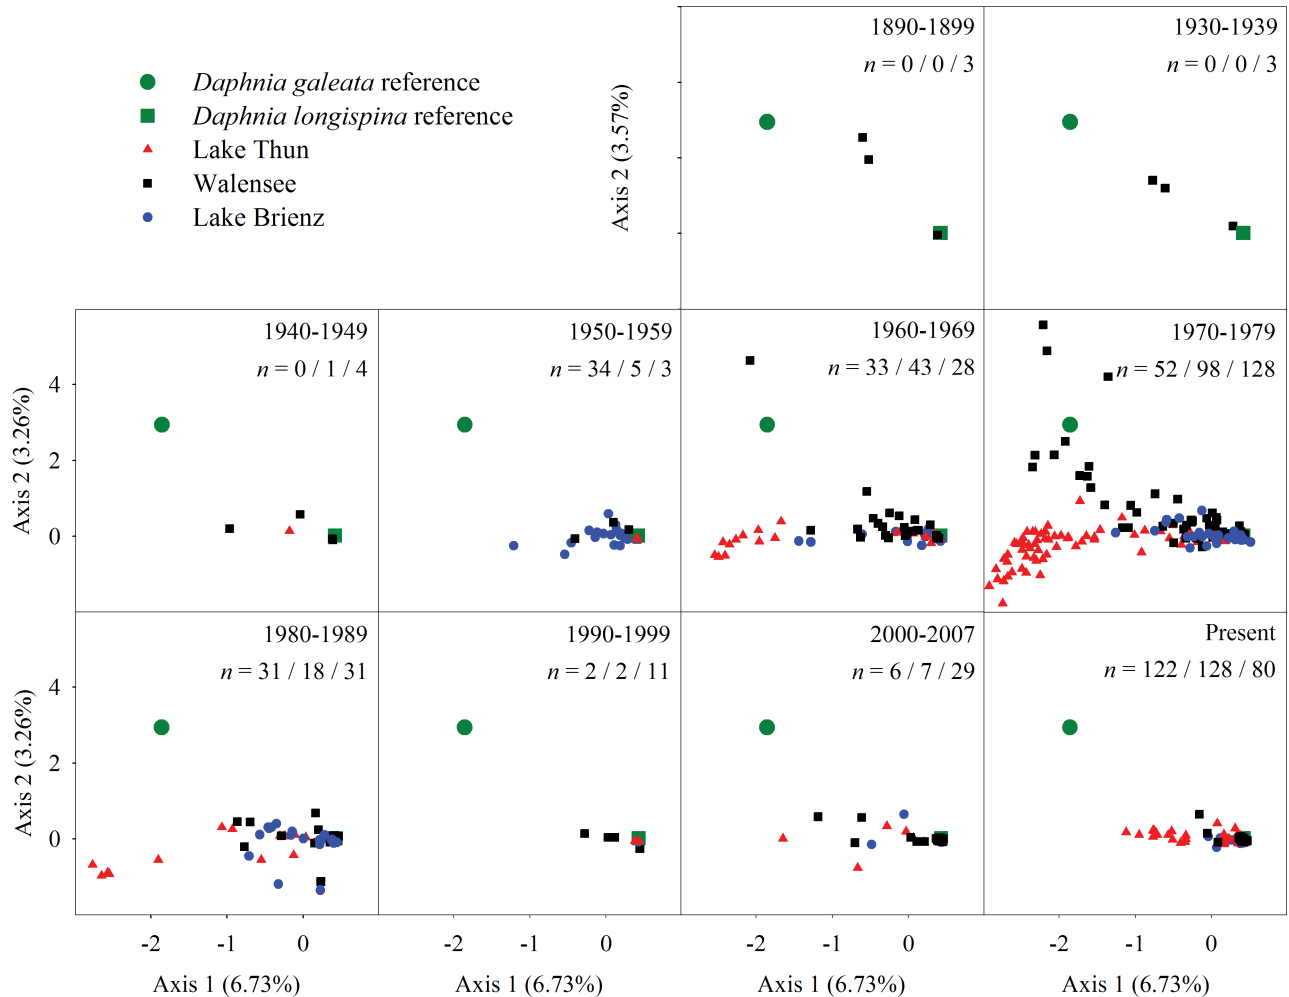 Daphnia galeata reference
Daphnia longispina reference
Lake Thun
Walensee
Lake Brienz
Axis 2 (3.57%)
1890-1899
n = 0 / 0 / 3
1930-1939
n = 0 / 0 / 3
Axis 2 (3.26%)
4
2
0
1940-1949
n = 0 / 1 / 4
1950-1959
n = 34 / 5 / 3
1960-1969
n = 33 / 43 / 28
1970-1979
n = 52 / 98 / 128
Axis 2 (3.26%)
4
2
0
1980-1989
n = 31 / 18 / 31
1990-1999
n = 2 / 2 / 11
2000-2007
n = 6 / 7 / 29
Present
n = 122 / 128 / 80
-2 -1 0
-2 -1 0
-2 -1 0
-2 -1 0
Axis 1 (6.73%)
Axis 1 (6.73%)
Axis 1 (6.73%)
Axis 1 (6.73%)